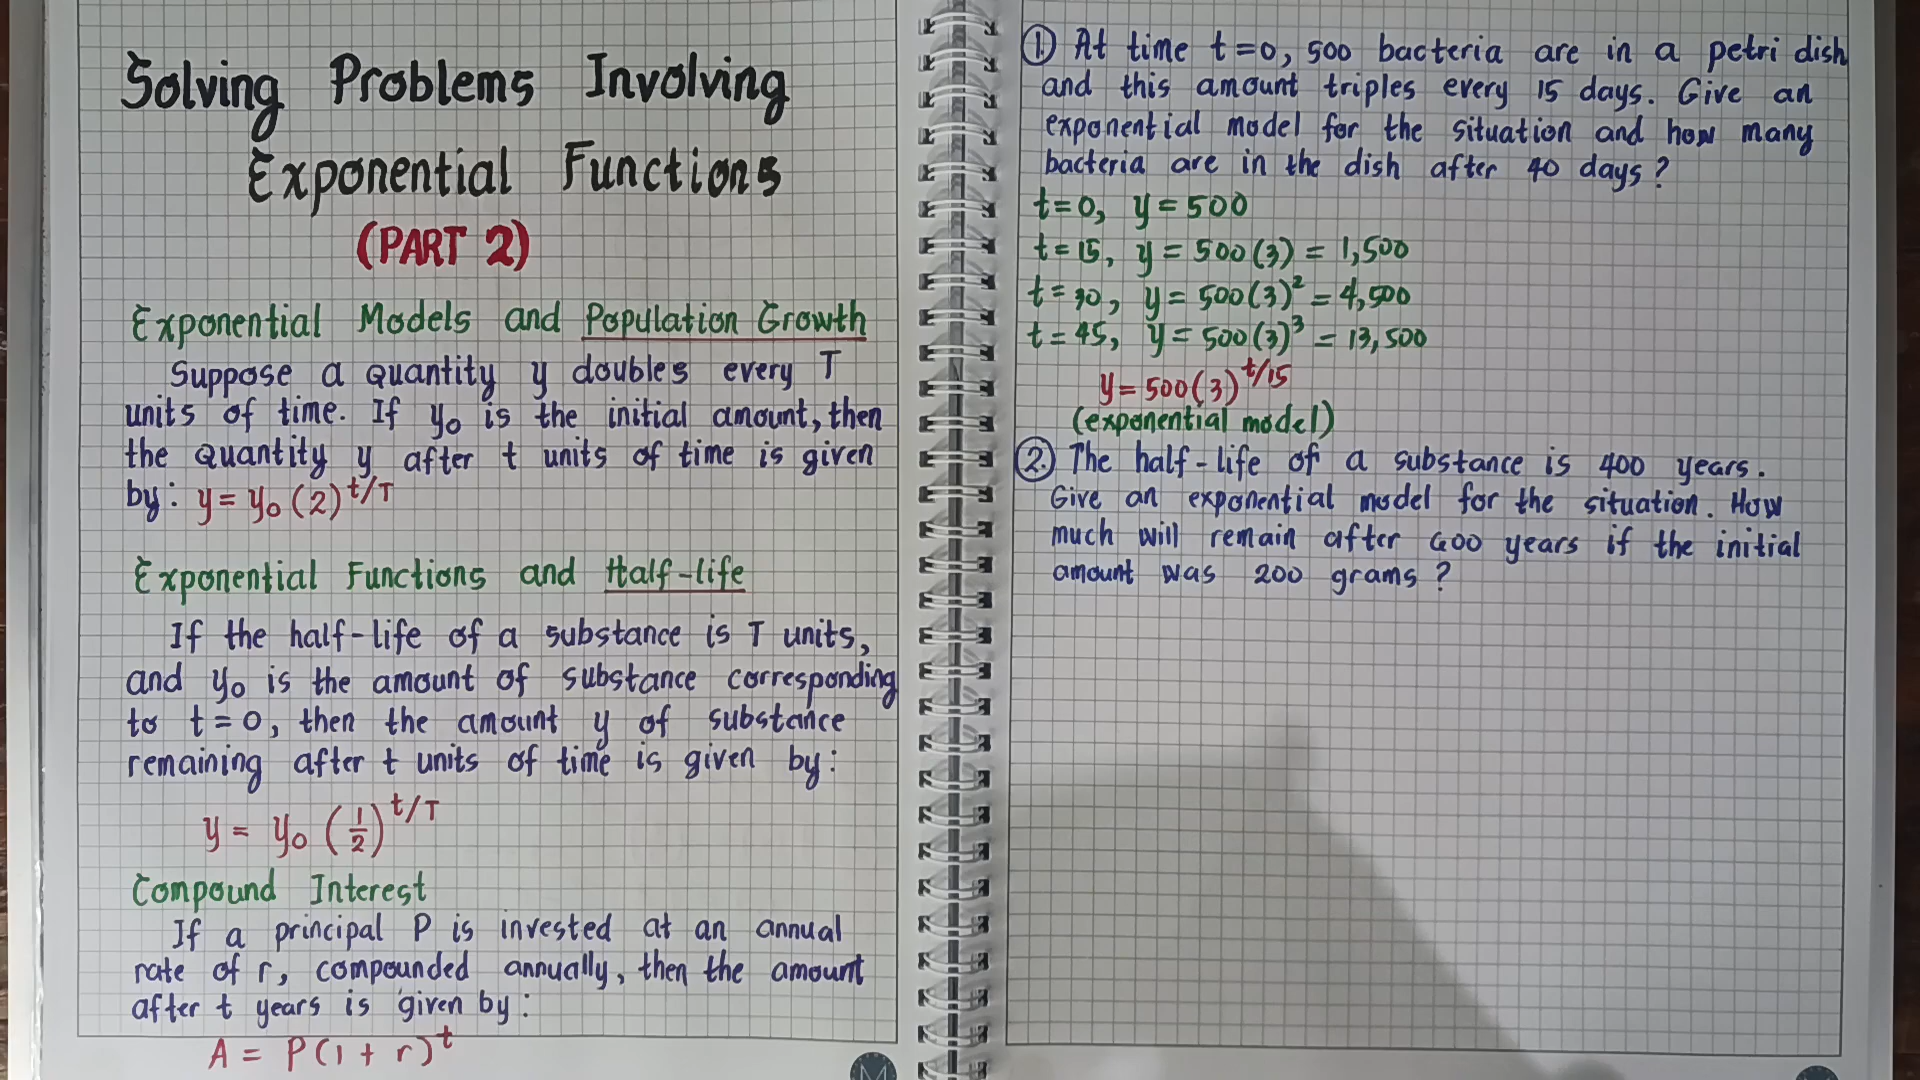 Solving Problems Involving
Exponential Functions
(PART 2)
Exponential Models and Population Growth
Suppose a quantity y doubles every T
units of time. If y₀ is the initial amount, then
the quantity y after t units of time is given
by: y = y₀ (2)^t/T
Exponential Functions and Half-life
If the half-life of a substance is T units,
and y₀ is the amount of substance corresponding
to t = 0, then the amount y of substance
remaining after t units of time is given by:
y = y₀ (1/2)^t/T
Compound Interest
If a principal P is invested at an annual
rate of r, compounded annually, then the amount
after t years is given by:
A = P(1 + r)^t
1. At time t = 0, 500 bacteria are in a petri dish
and this amount triples every 15 days. Give an
exponential model for the situation and how many
bacteria are in the dish after 40 days?
t = 0, y = 500
t = 15, y = 500(3) = 1,500
t = 30, y = 500(3)² = 4,500
t = 45, y = 500(3)³ = 13,500
y = 500(3)^t/15
(exponential model)
2. The half-life of a substance is 400 years.
Give an exponential model for the situation. How
much will remain after 600 years if the initial
amount was 200 grams?